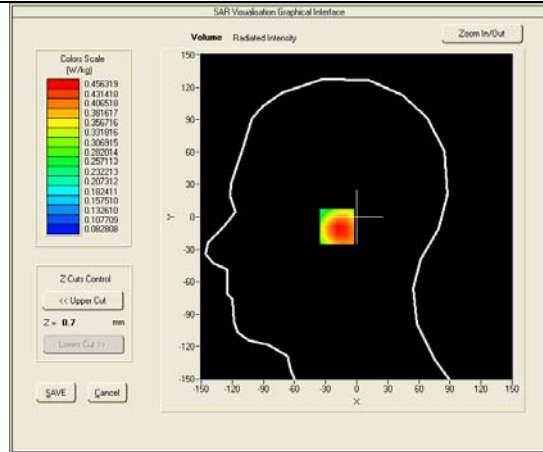 SAR Visualisation Graphical Interface
Volume Radiated Intensity
Zoom In/Out
Colors Scale
(W/kg)
0.456319
0.431418
0.406518
0.381617
0.356716
0.331816
0.306915
0.282014
0.257113
0.232213
0.207312
0.182411
0.157510
0.132610
0.107709
0.082808
Z-Cuts Control
<< Upper Cut
Z = 0.7 mm
Lower Cut >>
SAVE Cancel
150
120
90
60
30
0
-30
-60
-90
-120
-150
Y
-150 -120 -90 -60 -30 0 30 60 90 120 150
X